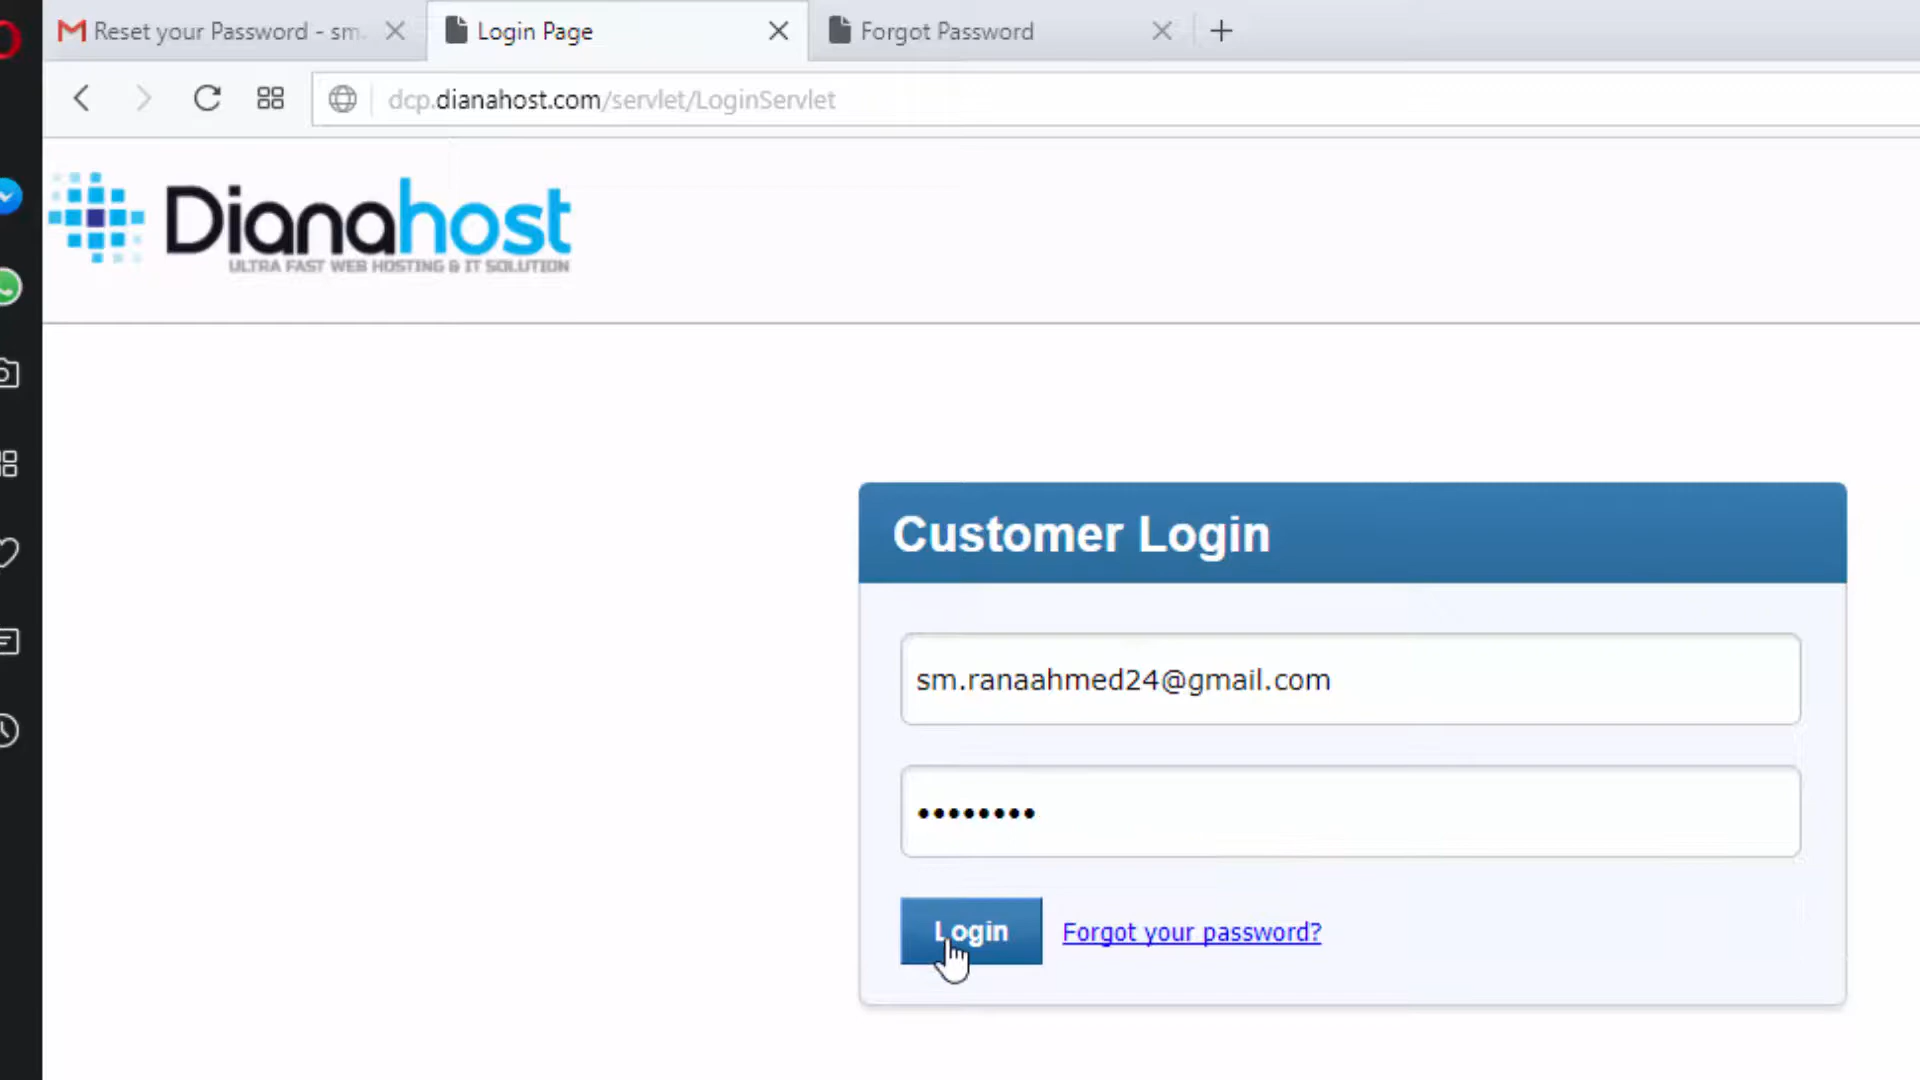 Reset your Password - sm.
Login Page
Forgot Password
dcp.dianahost.com/servlet/LoginServlet
Dianahost
ULTRA FAST WEB HOSTING & IT SOLUTION
Customer Login
sm.ranaahmed24@gmail.com
••••••••
Login
Forgot your password?